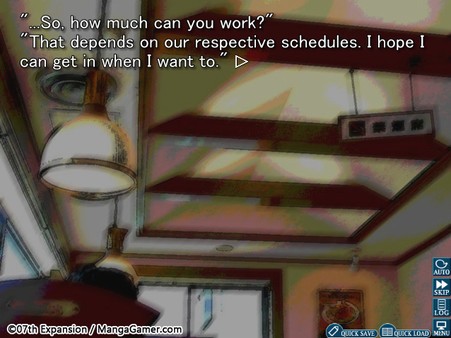 "...So, how much can you work?"
"That depends on our respective schedules. I hope I
can get in when I want to." ▷
AUTO
SKIP
LOG
MENU
QUICK SAVE
QUICK LOAD
©07th Expansion / MangaGamer.com